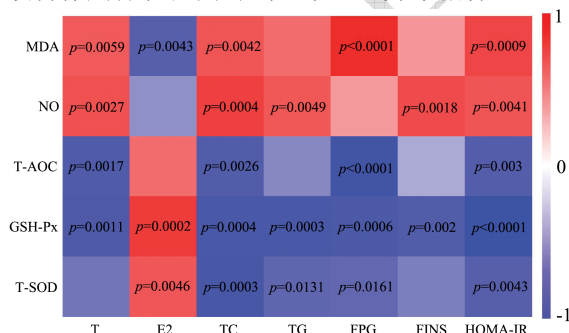 1
MDA p=0.0059 p=0.0043 p=0.0042 p<0.0001 p=0.0009
NO p=0.0027 p=0.0004 p=0.0049 p=0.0018 p=0.0041
T-AOC p=0.0017 p=0.0026 p<0.0001 p=0.003
0
GSH-Px p=0.0011 p=0.0002 p=0.0004 p=0.0003 p=0.0006 p=0.002 p<0.0001
T-SOD p=0.0046 p=0.0003 p=0.0131 p=0.0161 p=0.0043
-1
T E2 TC TG FPG FINS HOMA-IR